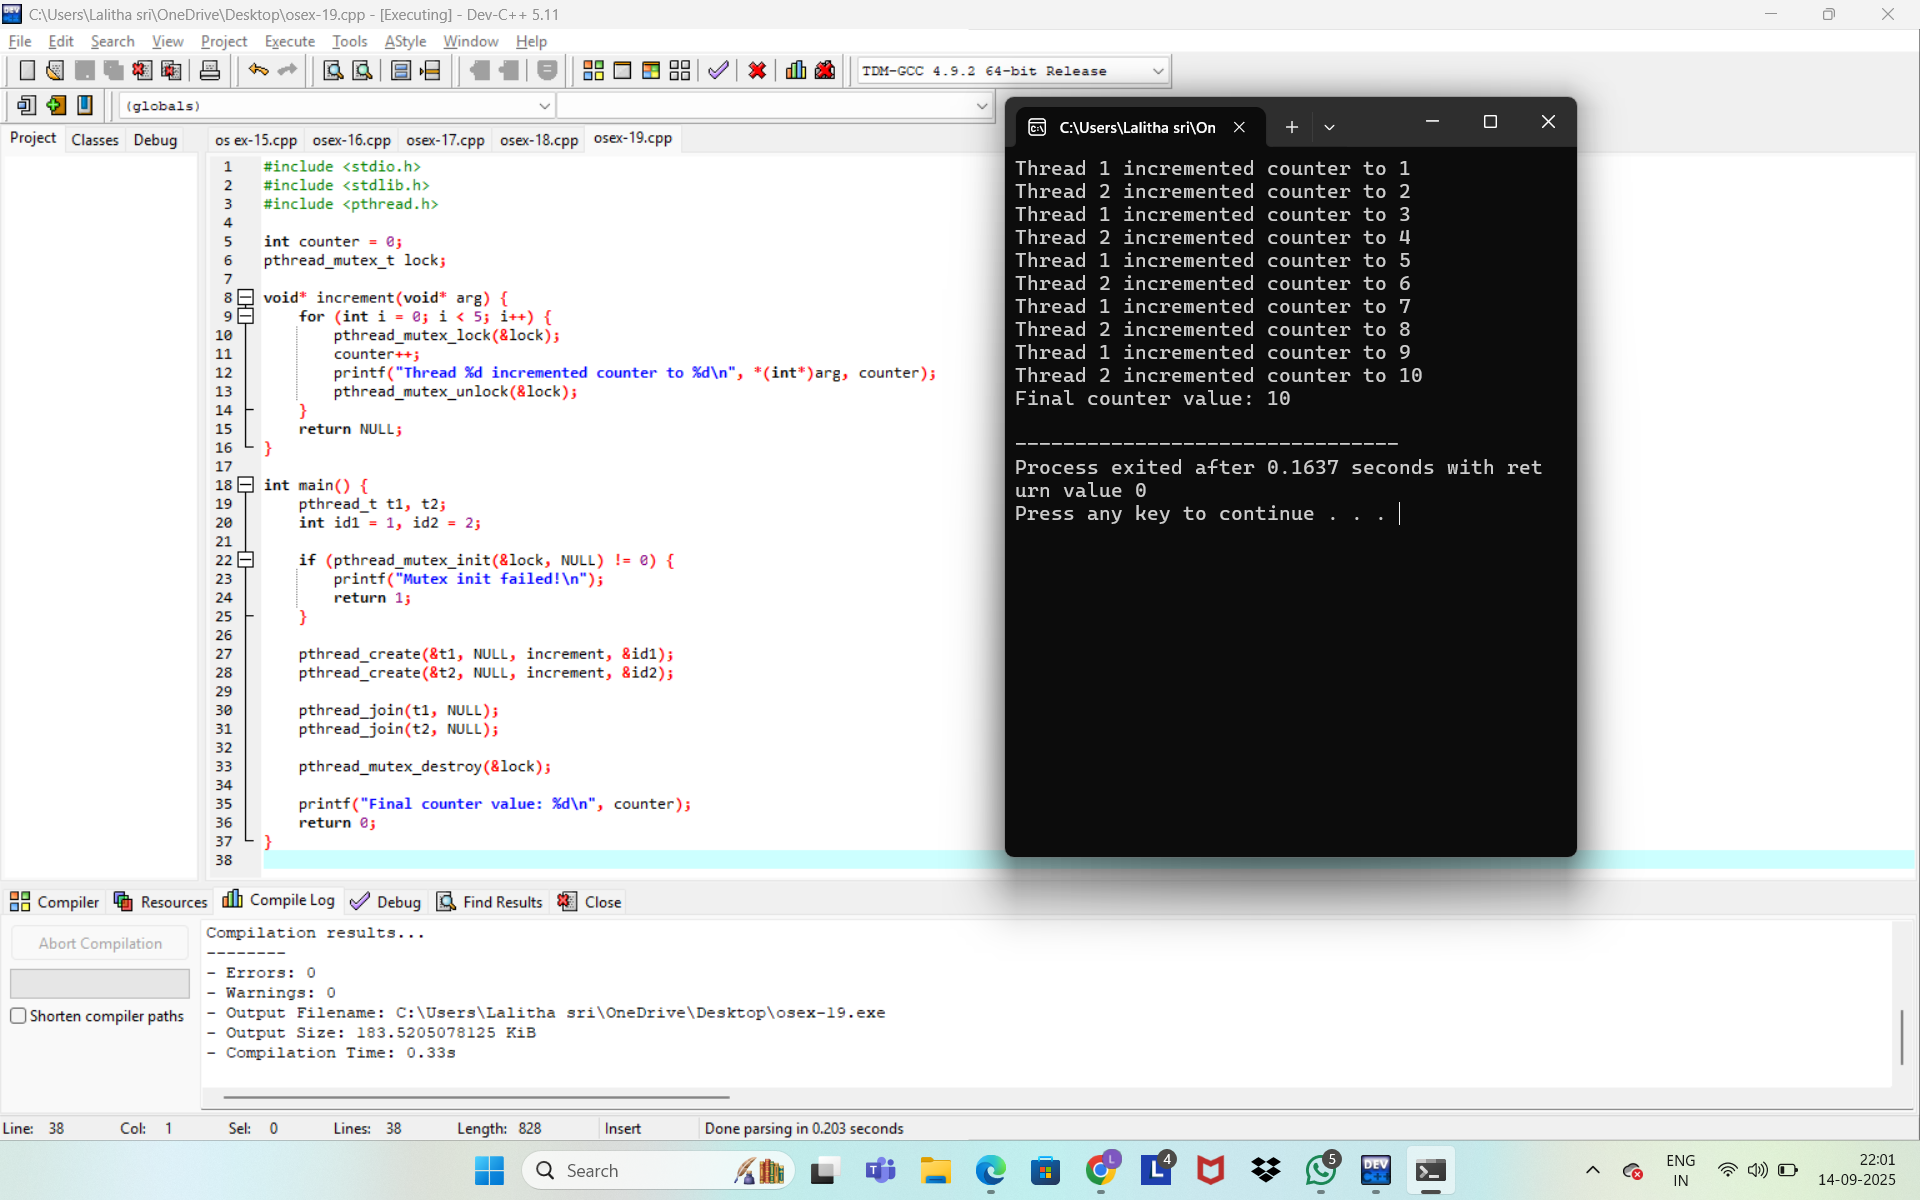 C:\Users\Lalitha sri\OneDrive\Desktop\osex-19.cpp - [Executing] - Dev-C++ 5.11
File Edit Search View Project Execute Tools AStyle Window Help
TDM-GCC 4.9.2 64-bit Release
(globals)
Project Classes Debug
os ex-15.cpp osex-16.cpp osex-17.cpp osex-18.cpp osex-19.cpp
1 #include <stdio.h>
2 #include <stdlib.h>
3 #include <pthread.h>
4
5 int counter = 0;
6 pthread_mutex_t lock;
7
8 void* increment(void* arg) {
9     for (int i = 0; i < 5; i++) {
10         pthread_mutex_lock(&lock);
11         counter++;
12         printf("Thread %d incremented counter to %d\n", *(int*)arg, counter);
13         pthread_mutex_unlock(&lock);
14     }
15     return NULL;
16 }
17
18 int main() {
19     pthread_t t1, t2;
20     int id1 = 1, id2 = 2;
21
22     if (pthread_mutex_init(&lock, NULL) != 0) {
23         printf("Mutex init failed!\n");
24         return 1;
25     }
26
27     pthread_create(&t1, NULL, increment, &id1);
28     pthread_create(&t2, NULL, increment, &id2);
29
30     pthread_join(t1, NULL);
31     pthread_join(t2, NULL);
32
33     pthread_mutex_destroy(&lock);
34
35     printf("Final counter value: %d\n", counter);
36     return 0;
37 }
38
C:\Users\Lalitha sri\On
Thread 1 incremented counter to 1
Thread 2 incremented counter to 2
Thread 1 incremented counter to 3
Thread 2 incremented counter to 4
Thread 1 incremented counter to 5
Thread 2 incremented counter to 6
Thread 1 incremented counter to 7
Thread 2 incremented counter to 8
Thread 1 incremented counter to 9
Thread 2 incremented counter to 10
Final counter value: 10
--------------------------------
Process exited after 0.1637 seconds with ret
urn value 0
Press any key to continue . . .
Compiler Resources Compile Log Debug Find Results Close
Abort Compilation
Shorten compiler paths
Compilation results...
--------
- Errors: 0
- Warnings: 0
- Output Filename: C:\Users\Lalitha sri\OneDrive\Desktop\osex-19.exe
- Output Size: 183.5205078125 KiB
- Compilation Time: 0.33s
Line: 38 Col: 1 Sel: 0 Lines: 38 Length: 828 Insert Done parsing in 0.203 seconds
Search
L
L 4
5
DEV
ENG
IN
22:01
14-09-2025